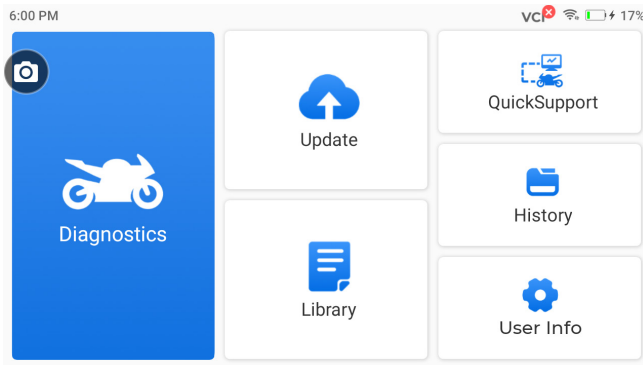 6:00 PM
VCI
17%
Diagnostics
Update
Library
QuickSupport
History
User Info